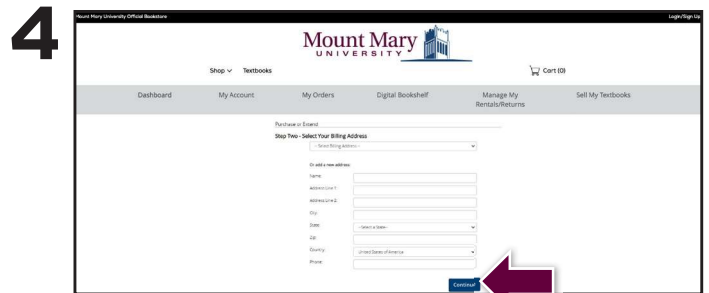 4
Mount Mary University Official Bookstore
Login/Sign Up
Mount Mary
UNIVERSITY
Shop Textbooks
Cart (0)
Dashboard My Account My Orders Digital Bookshelf Manage My Rentals/Returns Sell My Textbooks
Purchase or Extend
Step Two - Select Your Billing Address
-- Select Billing Address --
Or add a new address:
Name:
Address Line 1:
Address Line 2:
City:
State: --Select a State--
Zip:
Country: United States of America
Phone:
Continue